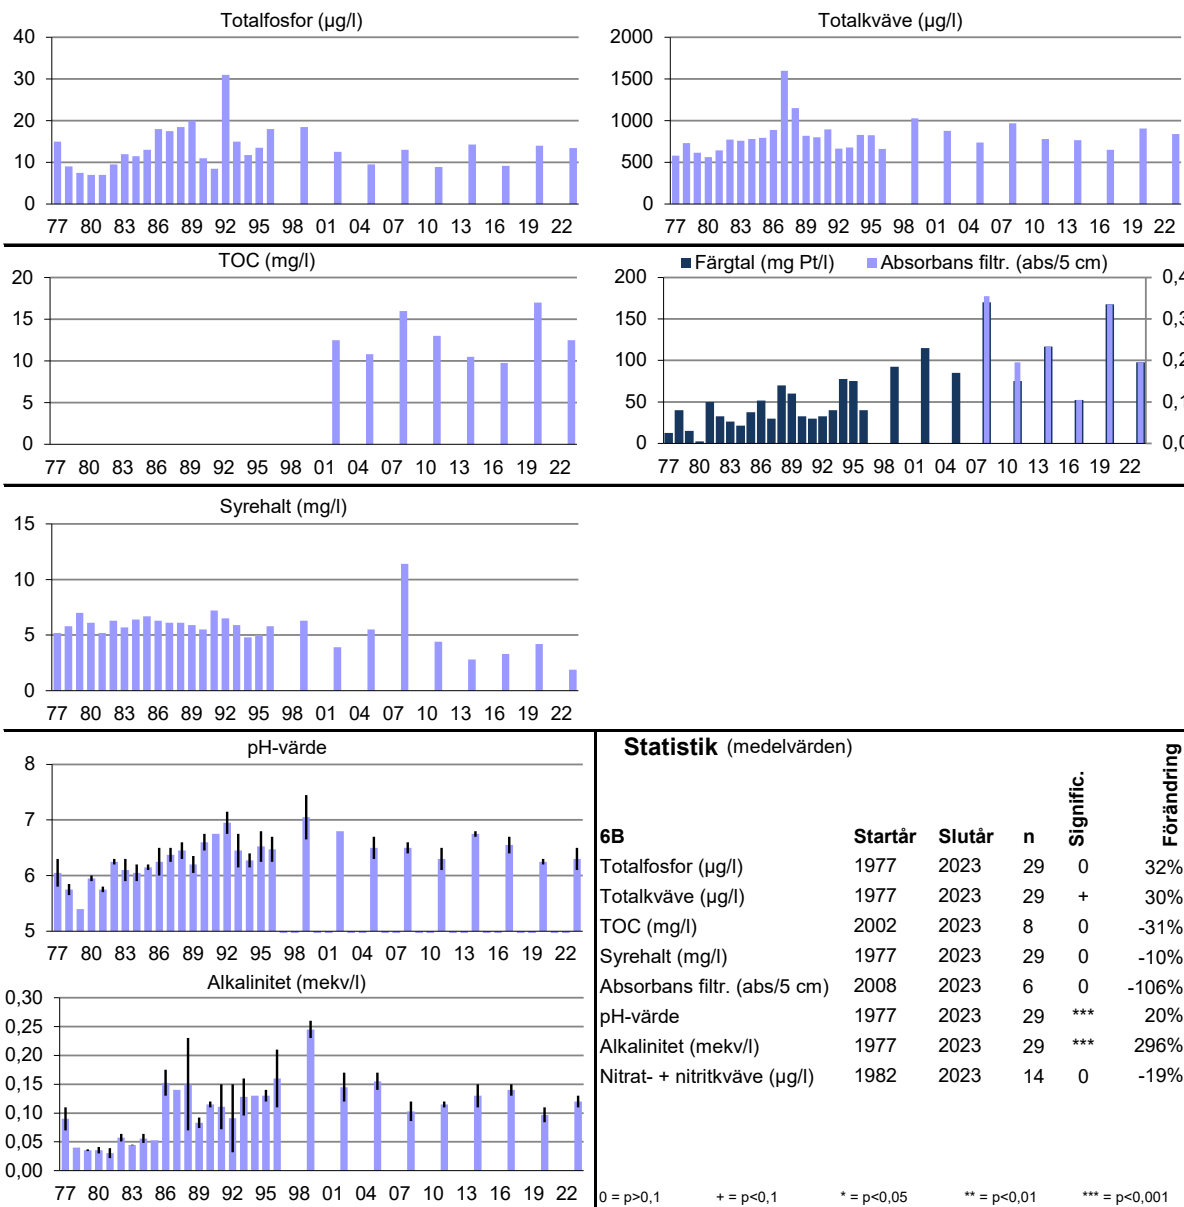 Totalfosfor (µg/l)
40
30
20
10
0
77 80 83 86 89 92 95 98 01 04 07 10 13 16 19 22
Totalkväve (µg/l)
2000
1500
1000
500
0
77 80 83 86 89 92 95 98 01 04 07 10 13 16 19 22
TOC (mg/l)
20
15
10
5
0
77 80 83 86 89 92 95 98 01 04 07 10 13 16 19 22
Färgtal (mg Pt/l) Absorbans filtr. (abs/5 cm)
200 0,4
150 0,3
100 0,2
50 0,1
0 0,0
77 80 83 86 89 92 95 98 01 04 07 10 13 16 19 22
Syrehalt (mg/l)
15
10
5
0
77 80 83 86 89 92 95 98 01 04 07 10 13 16 19 22
pH-värde
8
7
6
5
77 80 83 86 89 92 95 98 01 04 07 10 13 16 19 22
Alkalinitet (mekv/l)
0,30
0,25
0,20
0,15
0,10
0,05
0,00
77 80 83 86 89 92 95 98 01 04 07 10 13 16 19 22
Statistik (medelvärden)
6B Startår Slutår n Signific. Förändring
Totalfosfor (µg/l) 1977 2023 29 0 32%
Totalkväve (µg/l) 1977 2023 29 + 30%
TOC (mg/l) 2002 2023 8 0 -31%
Syrehalt (mg/l) 1977 2023 29 0 -10%
Absorbans filtr. (abs/5 cm) 2008 2023 6 0 -106%
pH-värde 1977 2023 29 *** 20%
Alkalinitet (mekv/l) 1977 2023 29 *** 296%
Nitrat- + nitritkväve (µg/l) 1982 2023 14 0 -19%
0 = p>0,1 + = p<0,1 * = p<0,05 ** = p<0,01 *** = p<0,001